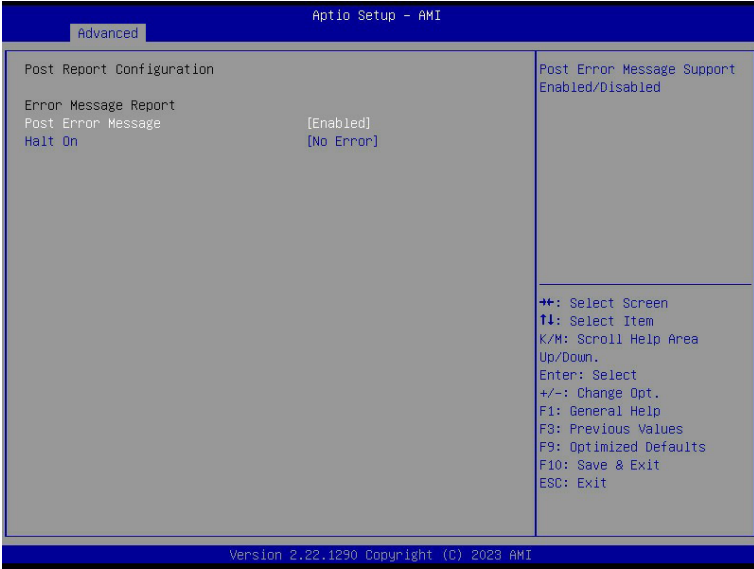 Aptio Setup – AMI
Advanced
Post Report Configuration
Error Message Report
Post Error Message [Enabled]
Halt On [No Error]
Post Error Message Support
Enabled/Disabled
→←: Select Screen
↑↓: Select Item
K/M: Scroll Help Area
Up/Down.
Enter: Select
+/-: Change Opt.
F1: General Help
F3: Previous Values
F9: Optimized Defaults
F10: Save & Exit
ESC: Exit
Version 2.22.1290 Copyright (C) 2023 AMI